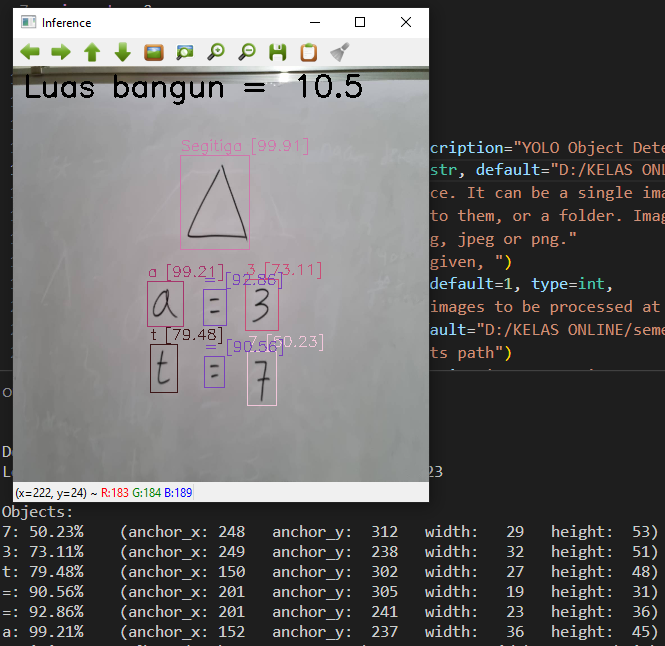 Inference
Luas bangun = 10.5
Segitiga [99.91]
a [99.21]
= [92.86]
3 [73.11]
a = 3
t [79.48]
= [90.56]
7 [50.23]
t = 7
(x=222, y=24) ~ R:183 G:184 B:189
cription="YOLO Object Dete
str, default="D:/KELAS ONL
ce. It can be a single ima
to them, or a folder. Imag
g, jpeg or png."
given, ")
default=1, type=int,
images to be processed at
ault="D:/KELAS ONLINE/seme
ts path")
23
Objects:
7: 50.23% (anchor_x: 248 anchor_y: 312 width: 29 height: 53)
3: 73.11% (anchor_x: 249 anchor_y: 238 width: 32 height: 51)
t: 79.48% (anchor_x: 150 anchor_y: 302 width: 27 height: 48)
=: 90.56% (anchor_x: 201 anchor_y: 305 width: 19 height: 31)
=: 92.86% (anchor_x: 201 anchor_y: 241 width: 23 height: 36)
a: 99.21% (anchor_x: 152 anchor_y: 237 width: 36 height: 45)